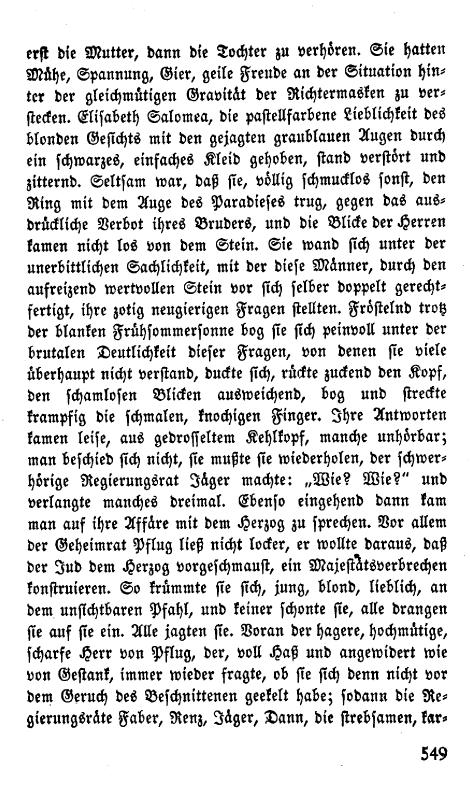 erst die Mutter, dann die Tochter zu verhören. Sie hatten
Mühe, Spannung, Gier, geile Freude an der Situation hin-
ter der gleichmütigen Gravität der Richtermasken zu ver-
stecken. Elisabeth Salomea, die pastellfarbene Lieblichkeit des
blonden Gesichts mit den gejagten graublauen Augen durch
ein schwarzes, einfaches Kleid gehoben, stand verstört und
zitternd. Seltsam war, daß sie, völlig schmucklos sonst, den
Ring mit dem Auge des Paradieses trug, gegen das aus-
drückliche Verbot ihres Bruders, und die Blicke der Herren
kamen nicht los von dem Stein. Sie wand sich unter der
unerbittlichen Sachlichkeit, mit der diese Männer, durch den
aufreizend wertvollen Stein vor sich selber doppelt gerecht-
fertigt, ihre zotig neugierigen Fragen stellten. Fröstelnd trotz
der blanken Frühsommersonne bog sie sich peinvoll unter der
brutalen Deutlichkeit dieser Fragen, von denen sie viele
überhaupt nicht verstand, duckte sich, rückte zuckend den Kopf,
den schamlosen Blicken ausweichend, bog und streckte
krampfig die schmalen, knochigen Finger. Ihre Antworten
kamen leise, aus gedrosseltem Kehlkopf, manche unhörbar;
man beschied sich nicht, sie mußte sie wiederholen, der schwer-
hörige Regierungsrat Jäger machte: „Wie? Wie?“ und
verlangte manches dreimal. Ebenso eingehend dann kam
man auf ihre Affäre mit dem Herzog zu sprechen. Vor allem
der Geheimrat Pflug ließ nicht locker, er wollte daraus, daß
der Jud dem Herzog vorgeschmaust, ein Majestätsverbrechen
konstruieren. So krümmte sie sich, jung, blond, lieblich, an
dem unsichtbaren Pfahl, und keiner schonte sie, alle drangen
sie auf sie ein. Alle jagten sie. Voran der hagere, hochmütige,
scharfe Herr von Pflug, der, voll Haß und angewidert wie
von Gestank, immer wieder fragte, ob sie sich denn nicht vor
dem Geruch des Beschnittenen geekelt habe; sodann die Re-
gierungsräte Faber, Renz, Jäger, Dann, die strebsamen, kar-
549